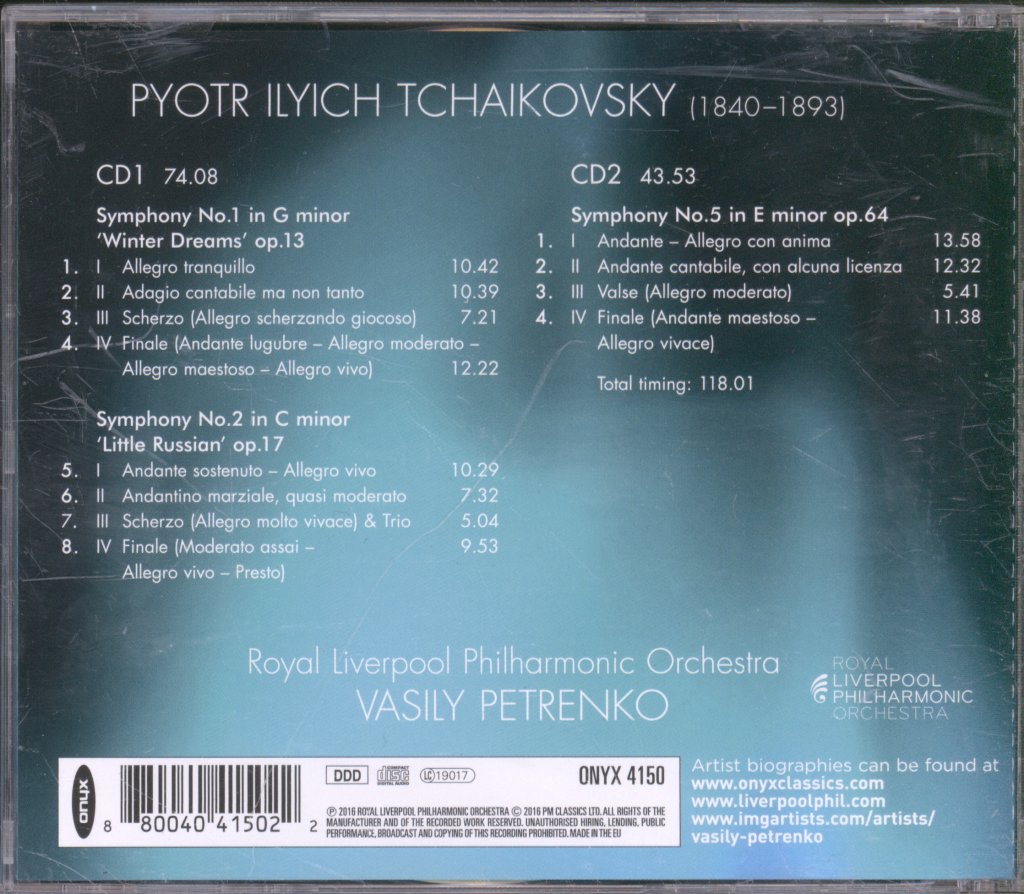 PYOTR ILYICH TCHAIKOVSKY (1840–1893)
CD1 74.08
Symphony No.1 in G minor
‘Winter Dreams’ op.13
1. I Allegro tranquillo 10.42
2. II Adagio cantabile ma non tanto 10.39
3. III Scherzo (Allegro scherzando giocoso) 7.21
4. IV Finale (Andante lugubre – Allegro moderato –
Allegro maestoso – Allegro vivo) 12.22
Symphony No.2 in C minor
‘Little Russian’ op.17
5. I Andante sostenuto – Allegro vivo 10.29
6. II Andantino marziale, quasi moderato 7.32
7. III Scherzo (Allegro molto vivace) & Trio 5.04
8. IV Finale (Moderato assai – 9.53
Allegro vivo – Presto)
CD2 43.53
Symphony No.5 in E minor op.64
1. I Andante – Allegro con anima 13.58
2. II Andante cantabile, con alcuna licenza 12.32
3. III Valse (Allegro moderato) 5.41
4. IV Finale (Andante maestoso – 11.38
Allegro vivace)
Total timing: 118.01
Royal Liverpool Philharmonic Orchestra
VASILY PETRENKO
ROYAL
LIVERPOOL
PHILHARMONIC
ORCHESTRA
onyx
8 80040 41502 2
DDD COMPACT disc DIGITAL AUDIO LC 19017 ONYX 4150
℗ 2016 ROYAL LIVERPOOL PHILHARMONIC ORCHESTRA © 2016 PM CLASSICS LTD. ALL RIGHTS OF THE
MANUFACTURER AND OF THE RECORDED WORK RESERVED. UNAUTHORISED HIRING, LENDING, PUBLIC
PERFORMANCE, BROADCAST AND COPYING OF THIS RECORDING PROHIBITED. MADE IN THE EU
Artist biographies can be found at
www.onyxclassics.com
www.liverpoolphil.com
www.imgartists.com/artists/
vasily-petrenko